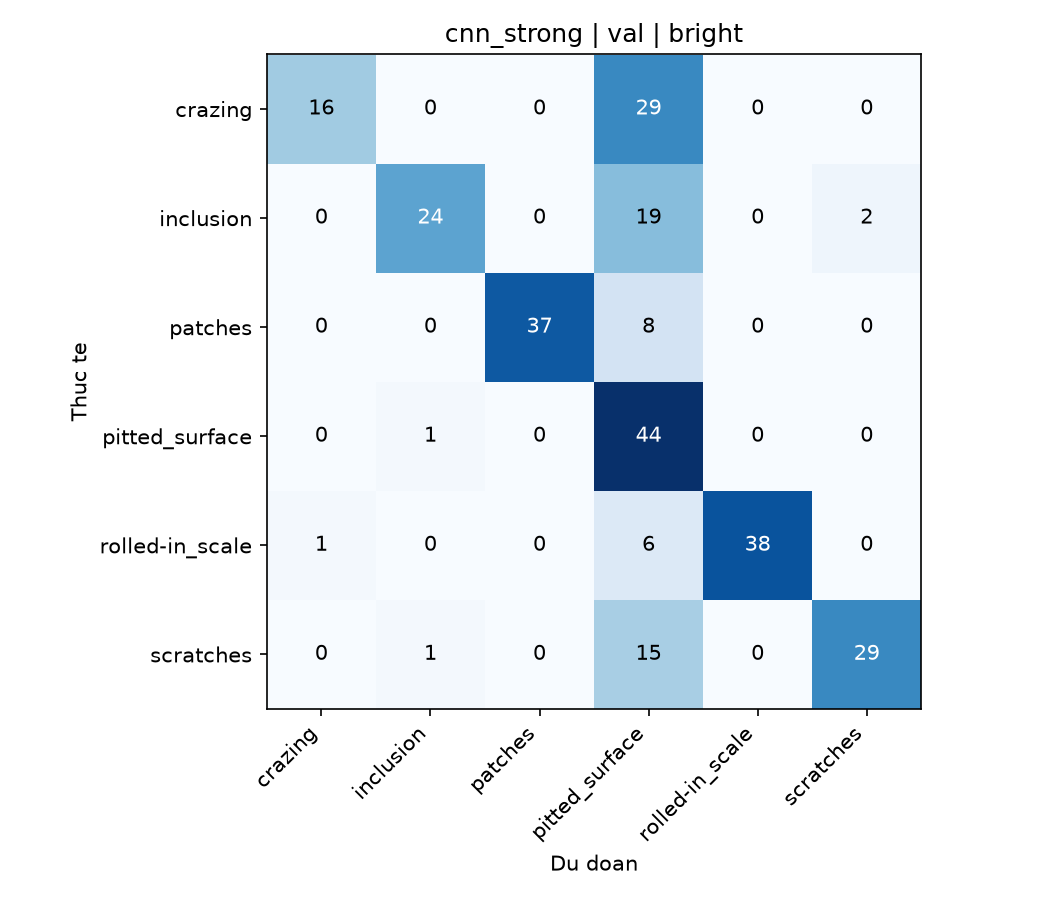 cnn_strong | val | bright
crazing 16 0 0 29 0 0
inclusion 0 24 0 19 0 2
patches 0 0 37 8 0 0
Thuc te
pitted_surface 0 1 0 44 0 0
rolled-in_scale 1 0 0 6 38 0
scratches 0 1 0 15 0 29
crazing inclusion patches pitted_surface rolled-in_scale scratches
Du doan